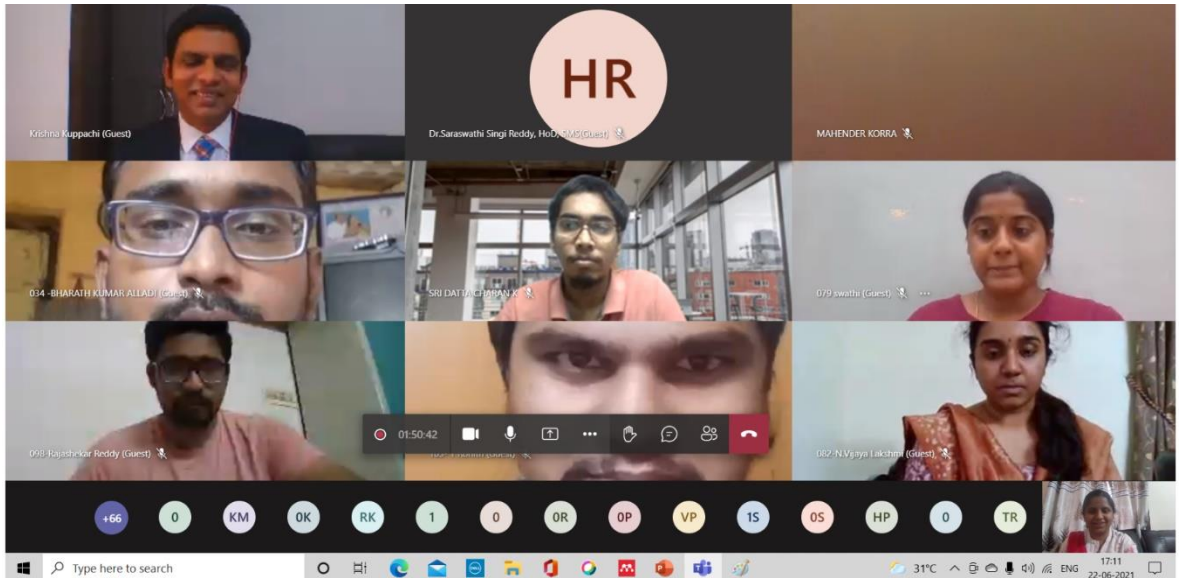 HR
Krishna Kuppachi (Guest)
Dr.Saraswathi Singi Reddy, HoD, SMS(Guest)
MAHENDER KORRA
034 -BHARATH KUMAR ALLADI (Guest)
SRI DATTA CHARAN K
079 swathi (Guest)
098-Rajashekar Reddy (Guest)
01:50:42
082-N.Vijaya Lakshmi (Guest)
+66
0
KM
0K
RK
1
0
0R
0P
VP
1S
0S
HP
0
TR
Type here to search
31°C
ENG
17:11
22-06-2021